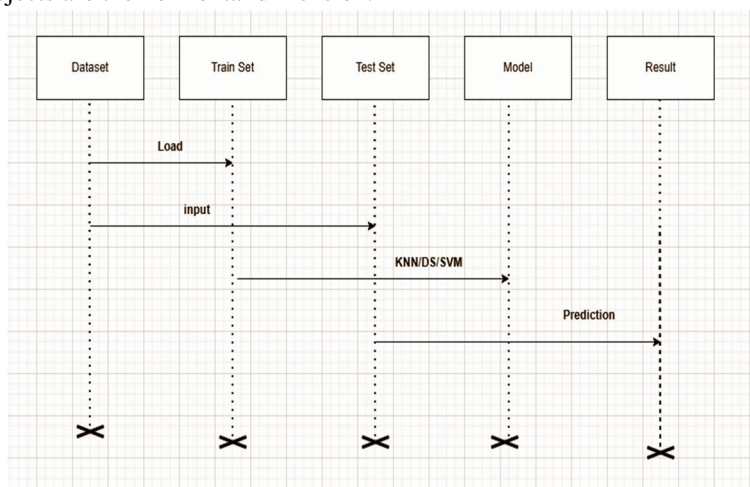 Dataset
Train Set
Test Set
Model
Result
Load
input
KNN/DS/SVM
Prediction